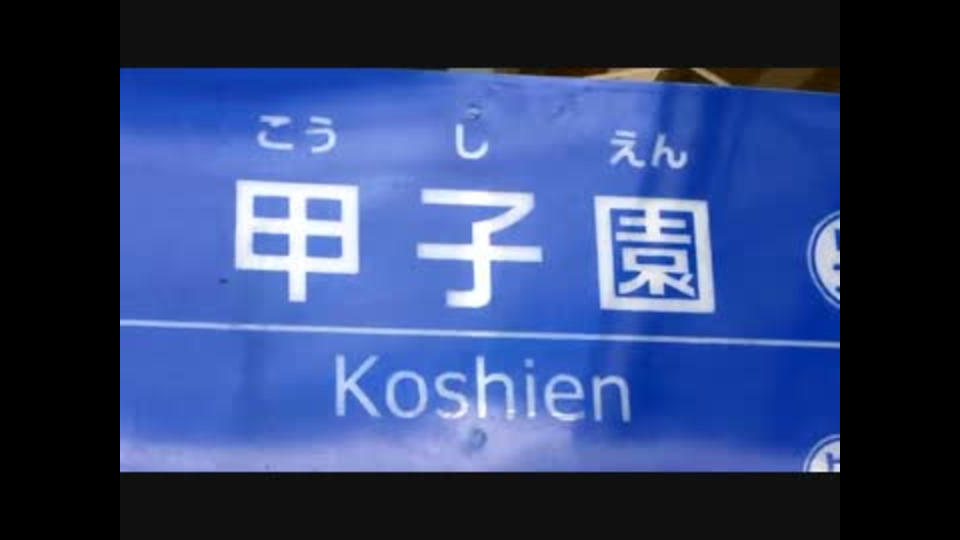 こう し えん
甲子園
Koshien